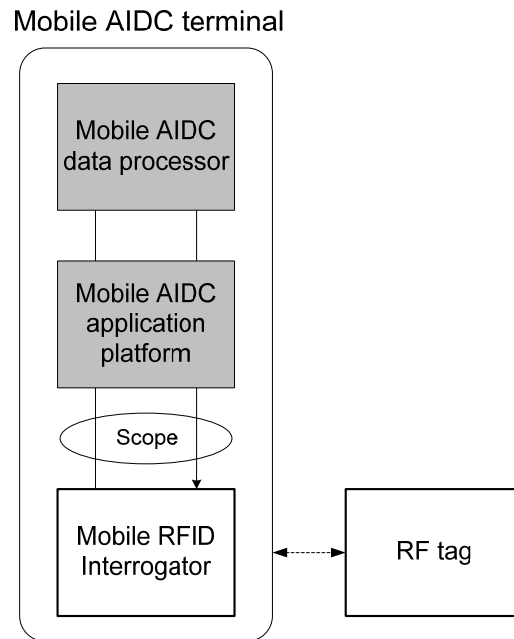 Mobile AIDC terminal
Mobile AIDC
data processor
Mobile AIDC
application
platform
Scope
Mobile RFID
Interrogator
RF tag